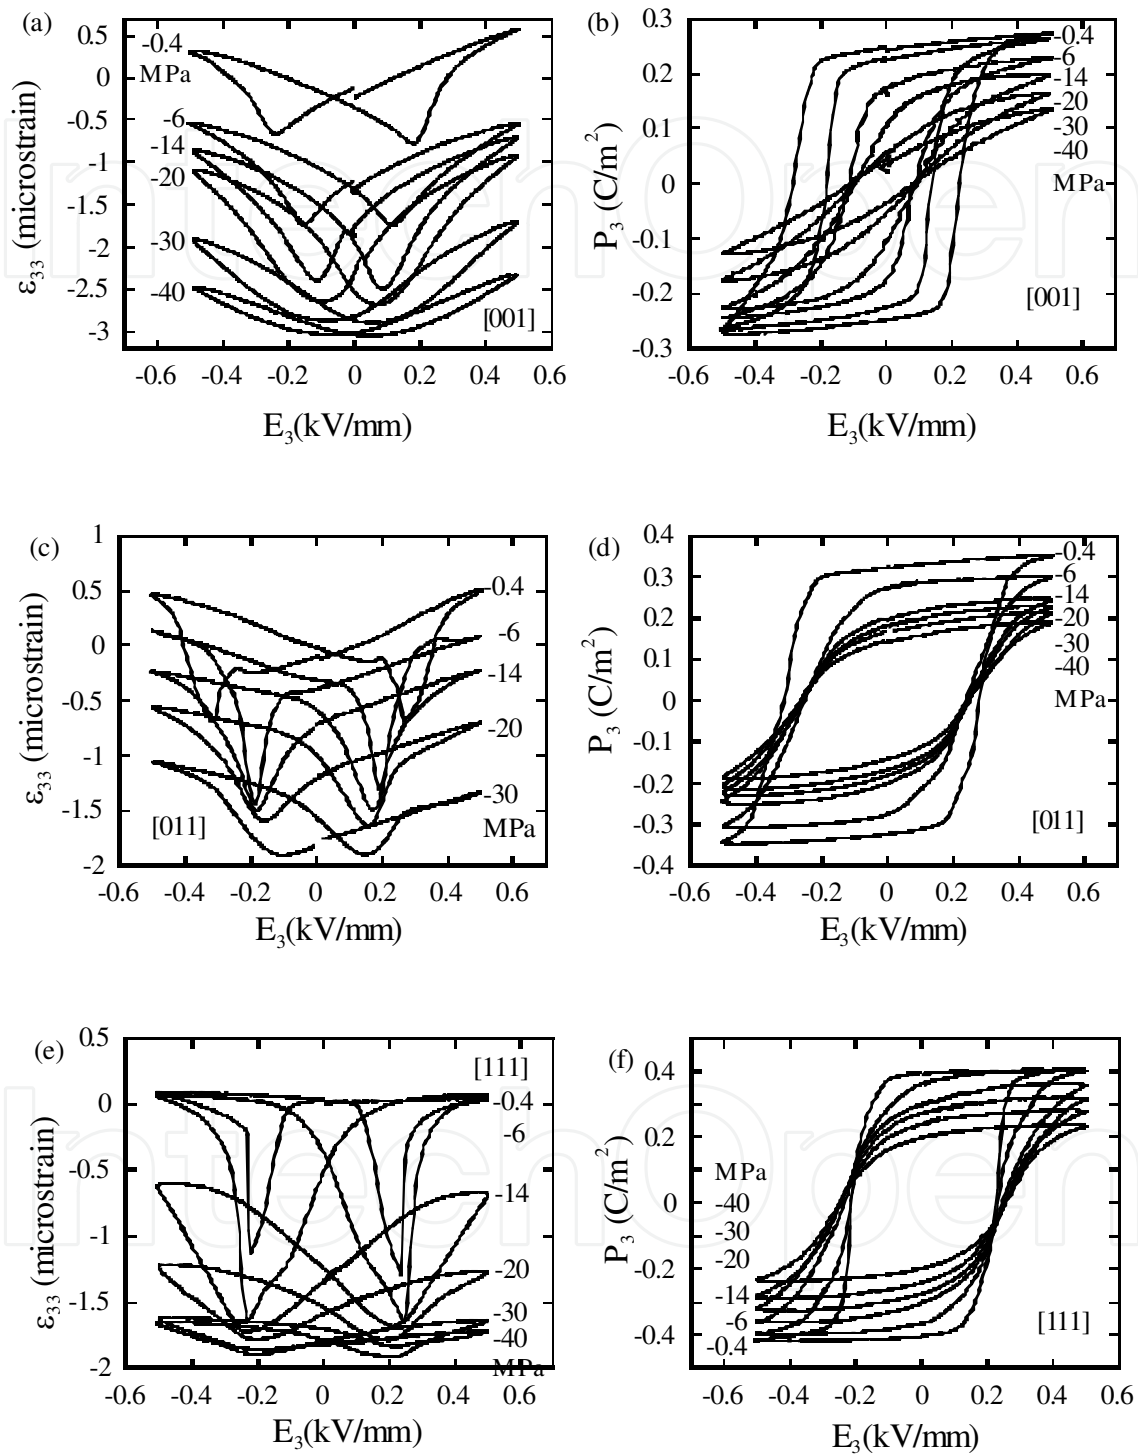 (a)
0.5
0
-0.5
-1
-1.5
-2
-2.5
-3
ε33 (microstrain)
-0.4
MPa
-6
-14
-20
-30
-40
[001]
-0.6 -0.4 -0.2 0 0.2 0.4 0.6
E3(kV/mm)
(b)
0.3
0.2
0.1
0
-0.1
-0.2
-0.3
P3 (C/m2)
-0.4
-6
-14
-20
-30
-40
MPa
[001]
-0.6 -0.4 -0.2 0 0.2 0.4 0.6
E3(kV/mm)
(c)
1
0.5
0
-0.5
-1
-1.5
-2
ε33 (microstrain)
-0.4
-6
-14
-20
-30
MPa
[011]
-0.6 -0.4 -0.2 0 0.2 0.4 0.6
E3(kV/mm)
(d)
0.4
0.3
0.2
0.1
0
-0.1
-0.2
-0.3
-0.4
P3 (C/m2)
-0.4
-6
-14
-20
-30
-40
MPa
[011]
-0.6 -0.4 -0.2 0 0.2 0.4 0.6
E3(kV/mm)
(e)
0.5
0
-0.5
-1
-1.5
-2
ε33 (microstrain)
[111]
-0.4
-6
-14
-20
-30
-40
MPa
-0.6 -0.4 -0.2 0 0.2 0.4 0.6
E3(kV/mm)
(f)
0.4
0.2
0
-0.2
-0.4
P3 (C/m2)
MPa
-40
-30
-20
-14
-6
-0.4
[111]
-0.6 -0.4 -0.2 0 0.2 0.4 0.6
E3(kV/mm)
IntechOpen
IntechOpen